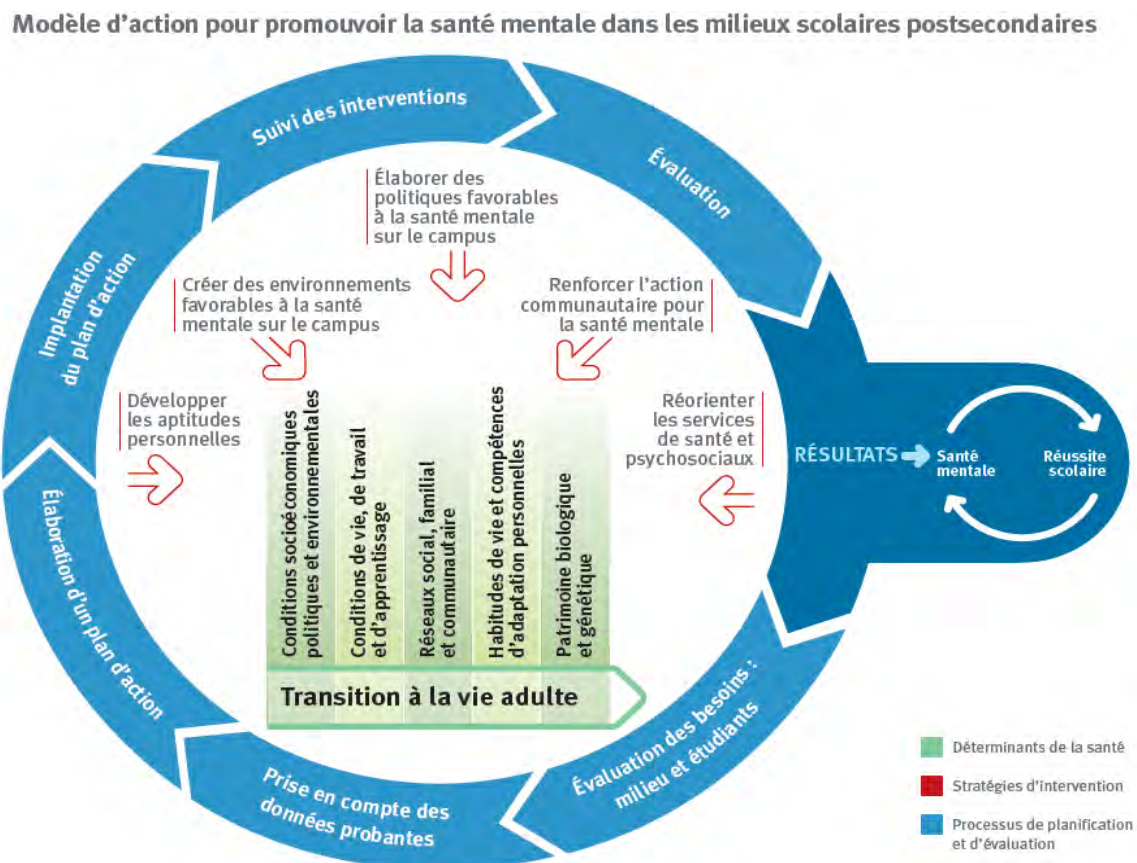 Modèle d'action pour promouvoir la santé mentale dans les milieux scolaires postsecondaires
Suivi des interventions
Évaluation
Élaborer des
politiques favorables
à la santé mentale
sur le campus
Implantation
du plan d'action
Créer des environnements
favorables à la santé
mentale sur le campus
Renforcer l'action
communautaire pour
la santé mentale
Développer
les aptitudes
personnelles
Réorienter
les services
de santé et
psychosociaux
RÉSULTATS
Santé
mentale
Réussite
scolaire
Conditions socioéconomiques
politiques et environnementales
Conditions de vie, de travail
et d'apprentissage
Réseaux social, familial
et communautaire
Habitudes de vie et compétences
d'adaptation personnelles
Patrimoine biologique
et génétique
Transition à la vie adulte
Élaboration d'un plan d'action
Prise en compte des
données probantes
Évaluation des besoins :
milieu et étudiants
Déterminants de la santé
Stratégies d'intervention
Processus de planification
et d'évaluation